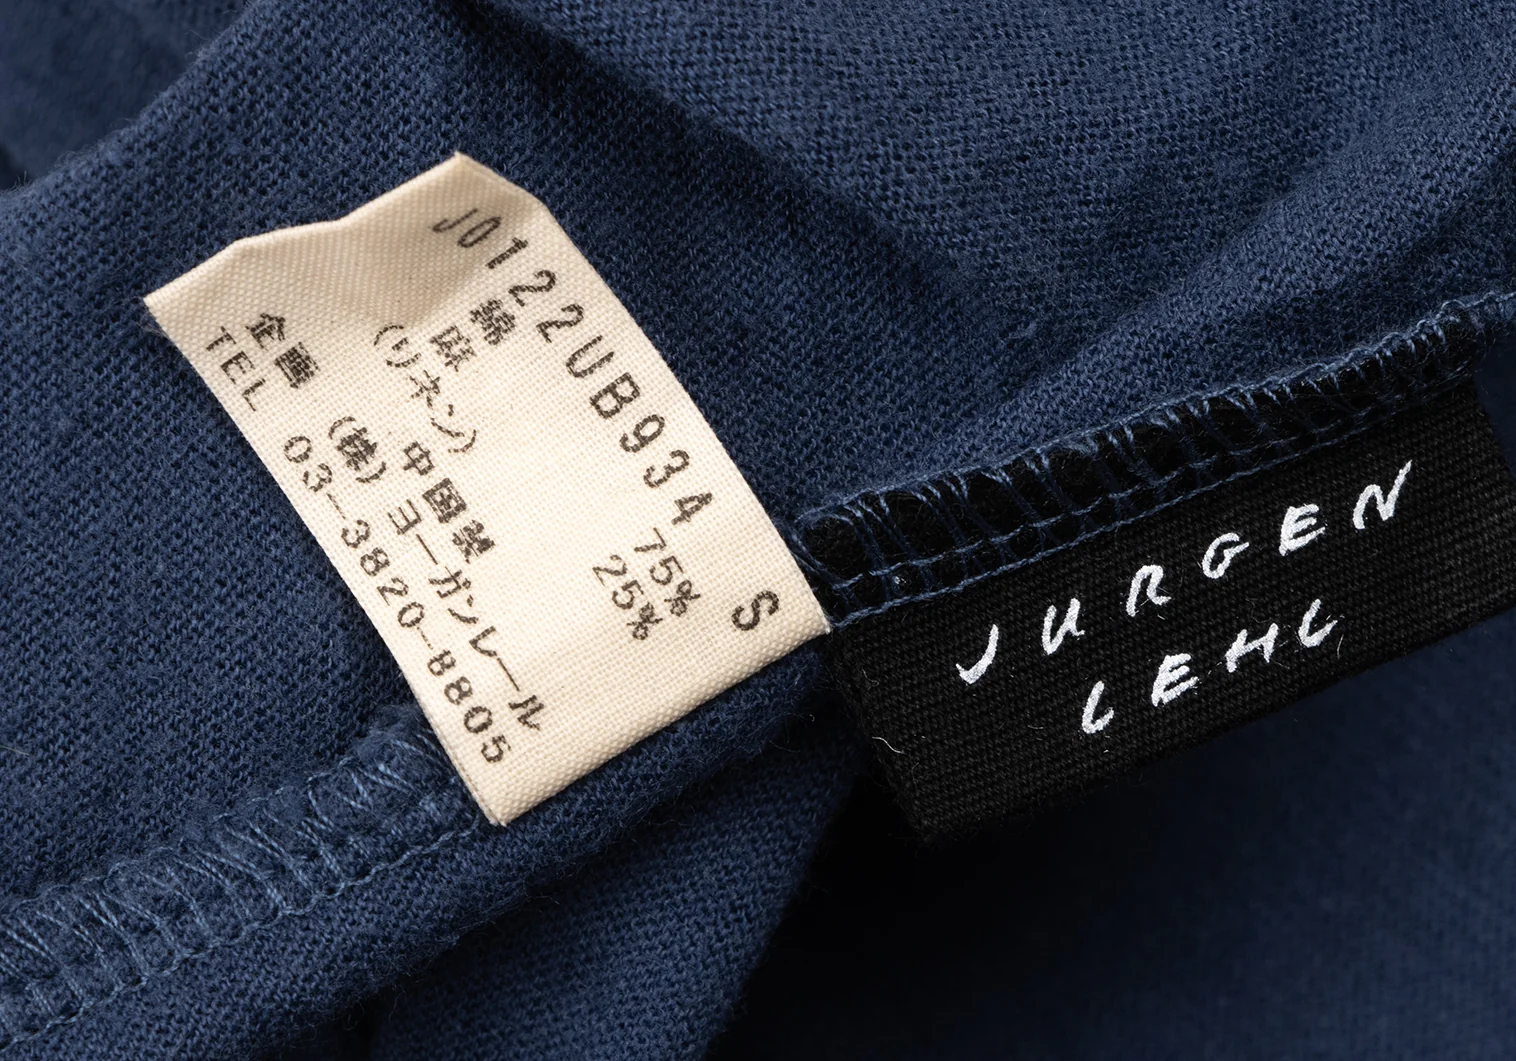 J0122UB934 S
綿 75%
麻 25%
(リネン)
中国製
企画 (株)ヨーガンレール
TEL 03-3820-8805
JURGEN
LEHL